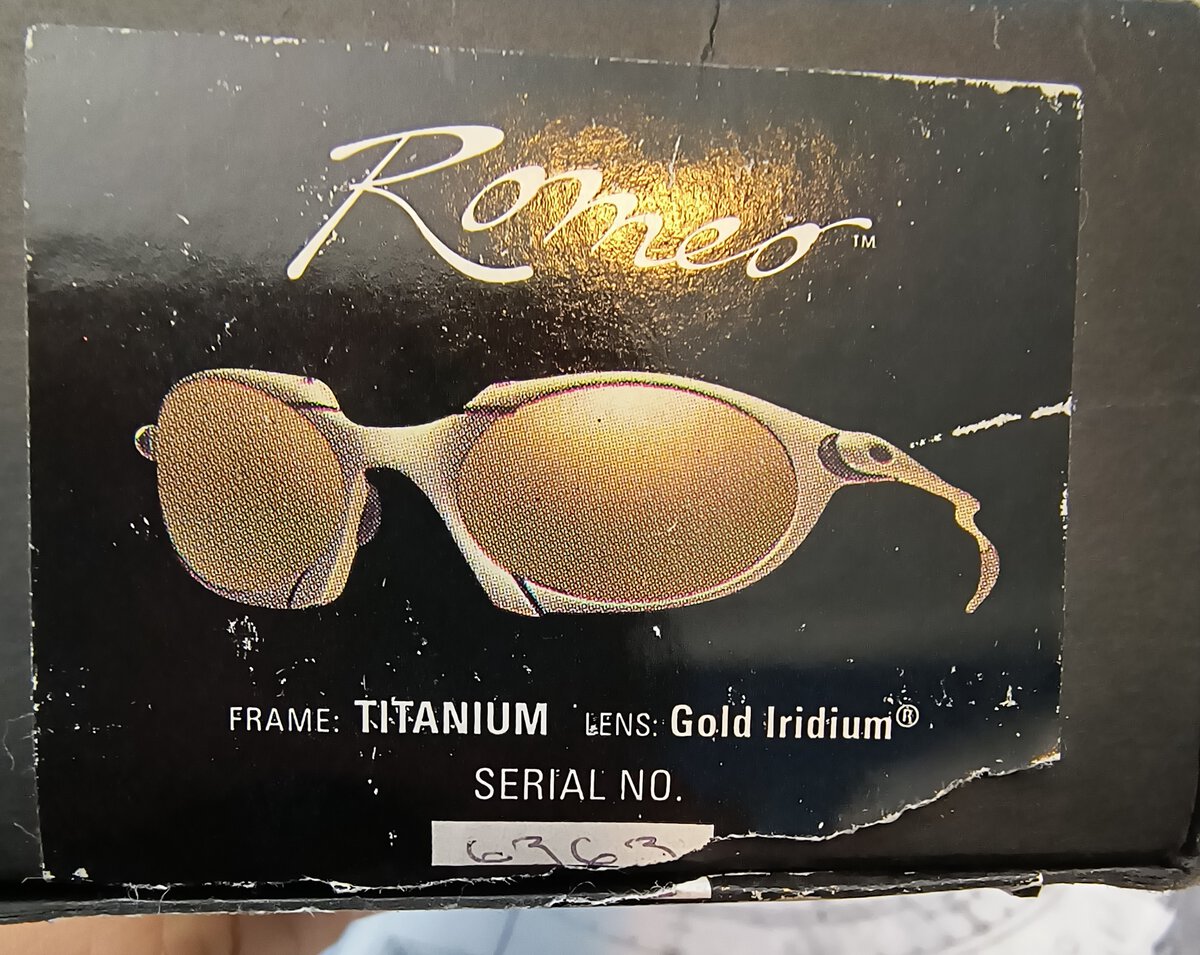 Romeo™
FRAME: TITANIUM LENS: Gold Iridium®
SERIAL NO.
6363